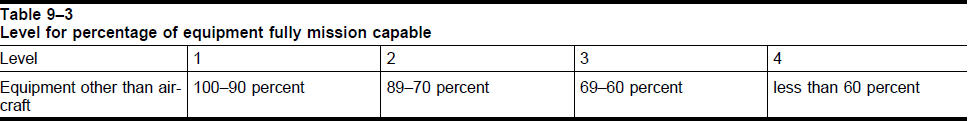 Table 9–3
Level for percentage of equipment fully mission capable
Level 1 2 3 4
Equipment other than air- 100–90 percent 89–70 percent 69–60 percent less than 60 percent
craft